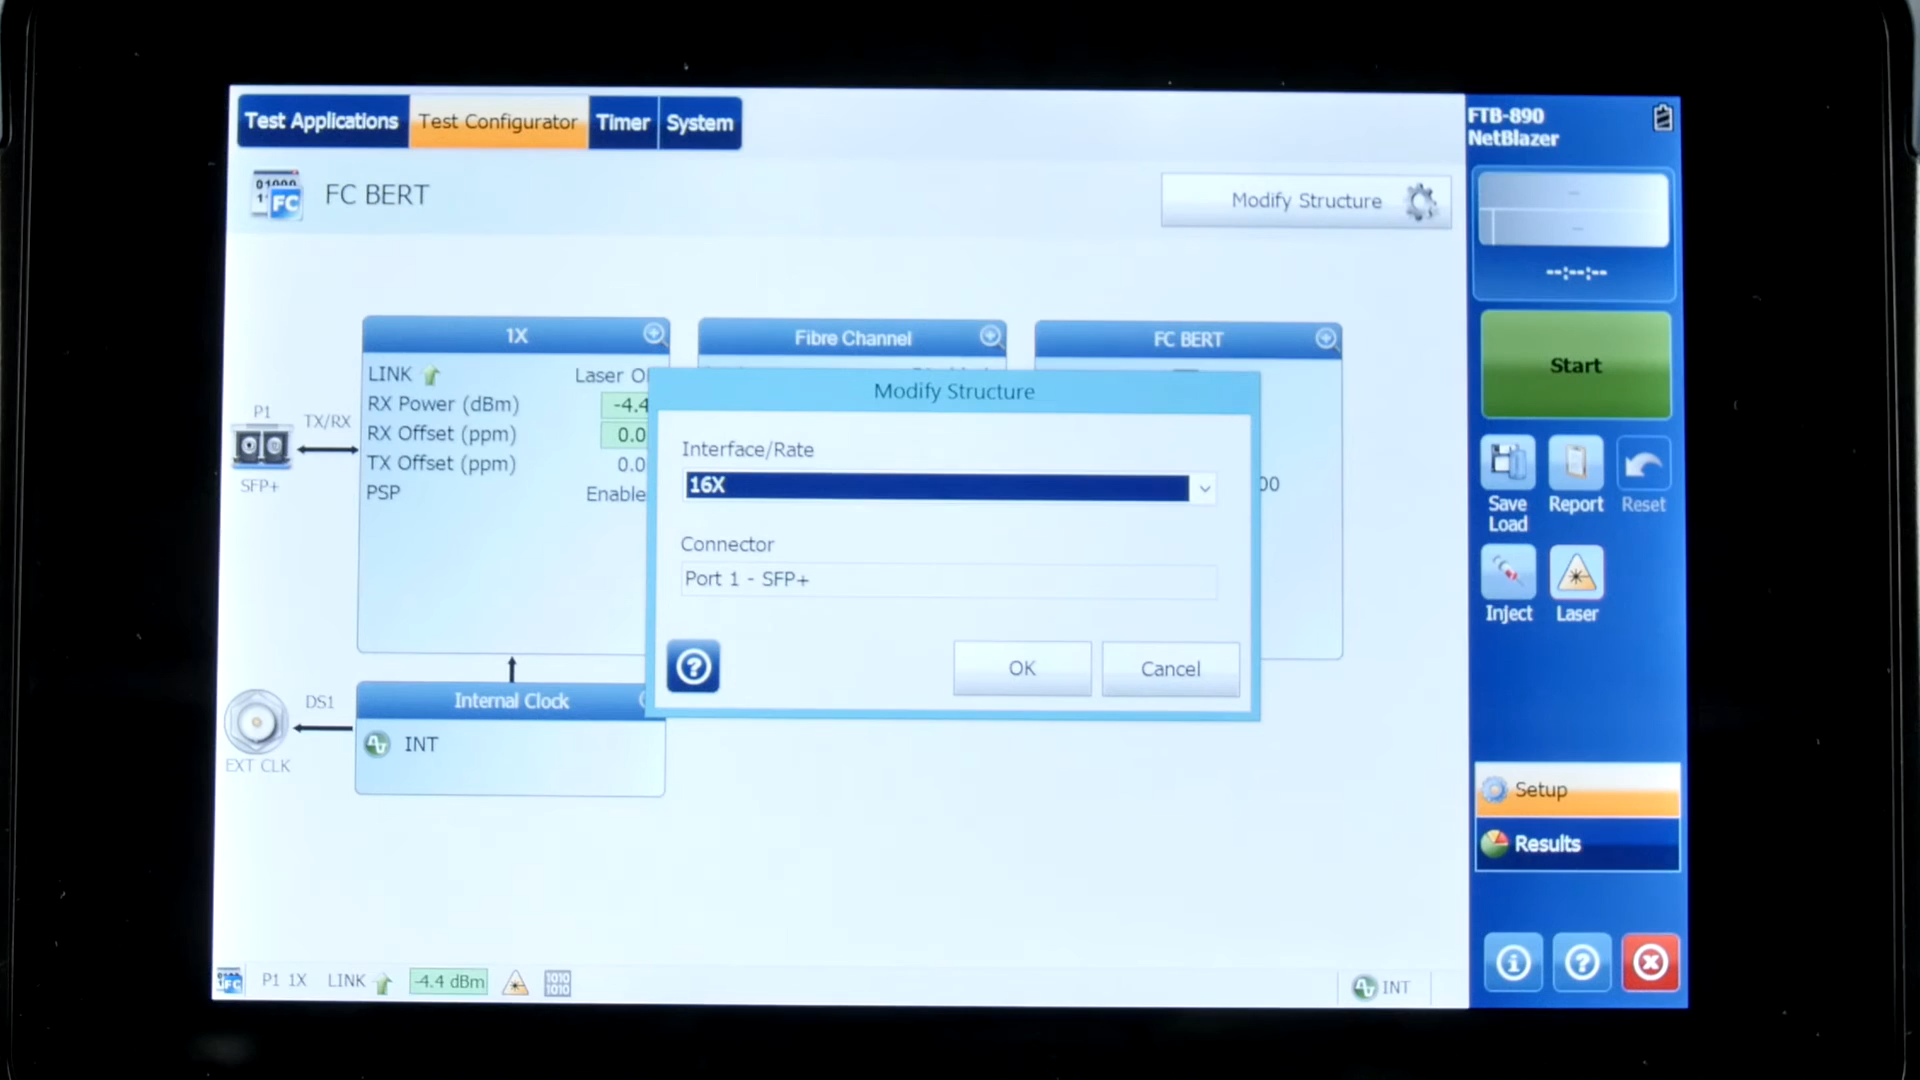 Test Applications
Test Configurator
Timer
System
FTB-890
NetBlazer
FC BERT
Modify Structure
--:--:--
Start
Save
Load
Report
Reset
Inject
Laser
Setup
Results
P1
TX/RX
SFP+
1X
LINK
RX Power (dBm)
-4.4
RX Offset (ppm)
0.0
TX Offset (ppm)
0.0
PSP
Fibre Channel
FC BERT
Modify Structure
Interface/Rate
16X
Connector
Port 1 - SFP+
OK
Cancel
DS1
EXT CLK
Internal Clock
INT
P1 1X
LINK
-4.4 dBm
1010
1010
INT